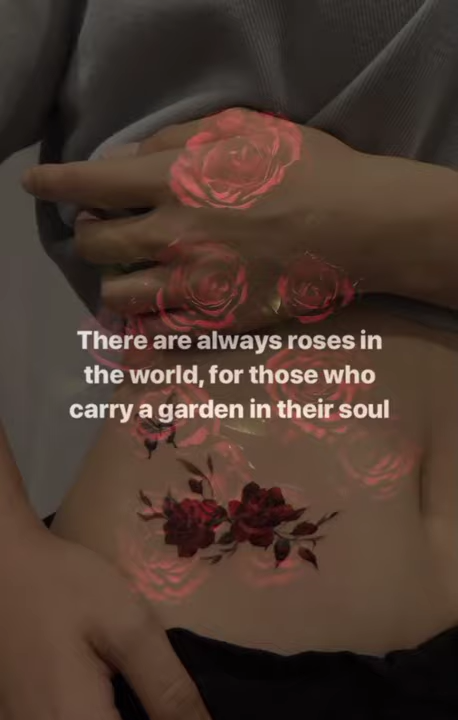 There are always roses in
the world, for those who
carry a garden in their soul